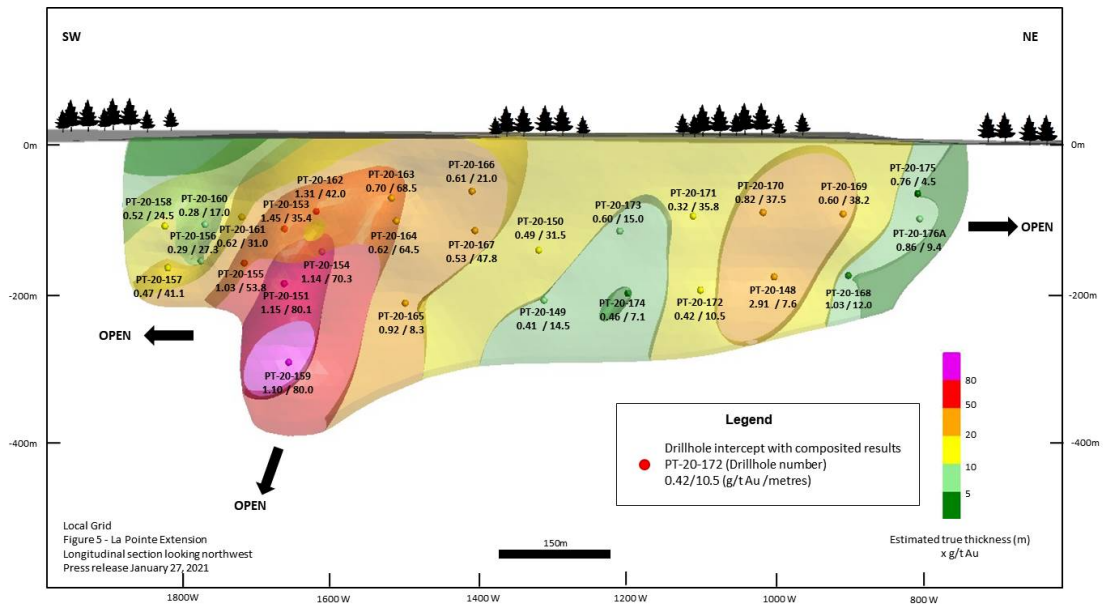 SW
NE
0m
0m
PT-20-166
0.61 / 21.0
PT-20-163
0.70 / 68.5
PT-20-162
1.31 / 42.0
PT-20-175
0.76 / 4.5
PT-20-158
0.52 / 24.5
PT-20-160
0.28 / 17.0
PT-20-153
1.45 / 35.4
PT-20-171
0.32 / 35.8
PT-20-170
0.82 / 37.5
PT-20-169
0.60 / 38.2
PT-20-161
0.62 / 31.0
PT-20-156
0.29 / 27.3
PT-20-164
0.62 / 64.5
PT-20-150
0.49 / 31.5
PT-20-173
0.60 / 15.0
PT-20-167
0.53 / 47.8
PT-20-176A
0.86 / 9.4
OPEN
PT-20-157
0.47 / 41.1
PT-20-155
1.03 / 53.8
PT-20-154
1.14 / 70.3
PT-20-151
1.15 / 80.1
PT-20-165
0.92 / 8.3
PT-20-149
0.41 / 14.5
PT-20-174
0.46 / 7.1
PT-20-172
0.42 / 10.5
PT-20-148
2.91 / 7.6
PT-20-168
1.03 / 12.0
-200m
-200m
OPEN
PT-20-159
1.10 / 80.0
-400m
-400m
OPEN
Legend
Drillhole intercept with composited results
PT-20-172 (Drillhole number)
0.42/10.5 (g/t Au /metres)
80
50
20
10
5
Estimated true thickness (m)
x g/t Au
Local Grid
Figure 5 - La Pointe Extension
Longitudinal section looking northwest
Press release January 27, 2021
150m
1800W
1600 W
1400 W
1200 W
1000 W
800 W